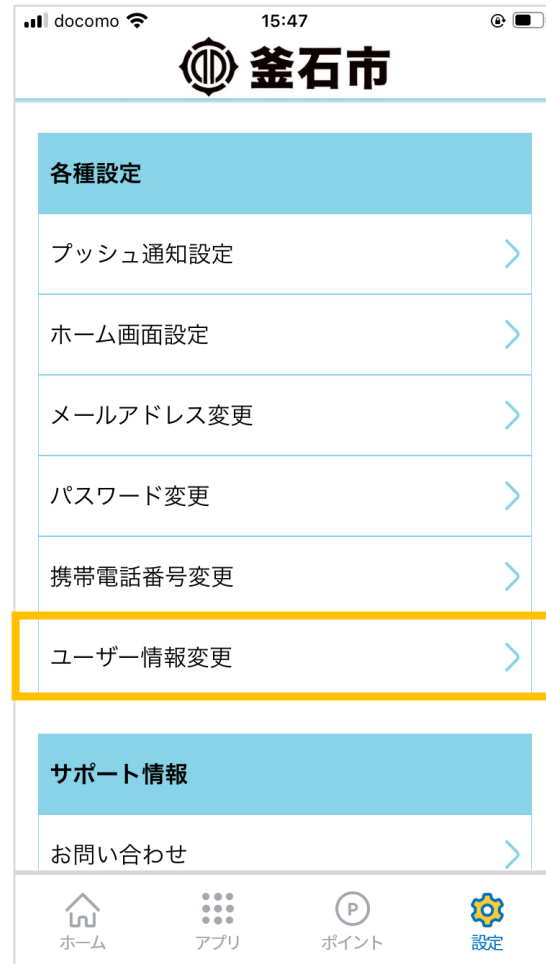 docomo 15:47
釜石市
各種設定
プッシュ通知設定
ホーム画面設定
メールアドレス変更
パスワード変更
携帯電話番号変更
ユーザー情報変更
サポート情報
お問い合わせ
P
ホーム アプリ ポイント 設定